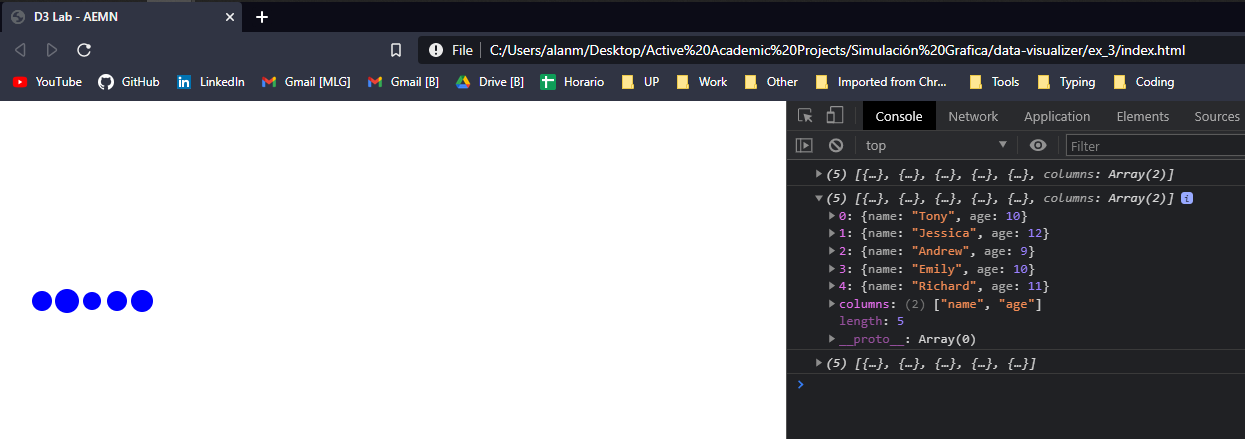 D3 Lab - AEMN
File C:/Users/alanm/Desktop/Active%20Academic%20Projects/Simulación%20Grafica/data-visualizer/ex_3/index.html
YouTube GitHub LinkedIn Gmail [MLG] Gmail [B] Drive [B] Horario UP Work Other Imported from Chr... Tools Typing Coding
Console Network Application Elements Sources
top Filter
(5) [{…}, {…}, {…}, {…}, {…}, columns: Array(2)]
(5) [{…}, {…}, {…}, {…}, {…}, columns: Array(2)] i
0: {name: "Tony", age: 10}
1: {name: "Jessica", age: 12}
2: {name: "Andrew", age: 9}
3: {name: "Emily", age: 10}
4: {name: "Richard", age: 11}
columns: (2) ["name", "age"]
length: 5
__proto__: Array(0)
(5) [{…}, {…}, {…}, {…}, {…}]